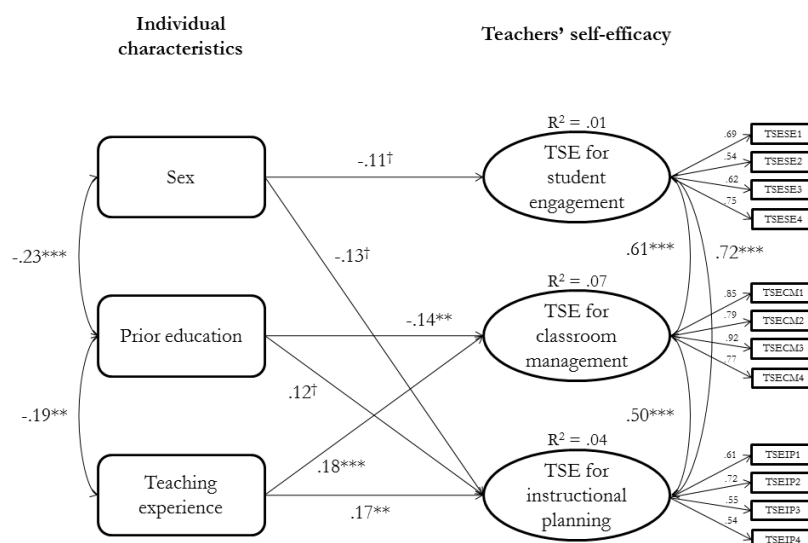 Individual
characteristics
Teachers' self-efficacy
R² = .01
Sex
-.11†
TSE for
student
engagement
.69
.54
.62
.75
TSESE1
TSESE2
TSESE3
TSESE4
-.23***
-.13†
.61***
.72***
R² = .07
Prior education
-.14**
TSE for
classroom
management
.85
.79
.92
.77
TSECM1
TSECM2
TSECM3
TSECM4
-.19**
.12†
.50***
R² = .04
.18***
Teaching
experience
.17**
TSE for
instructional
planning
.61
.72
.55
.54
TSEIP1
TSEIP2
TSEIP3
TSEIP4